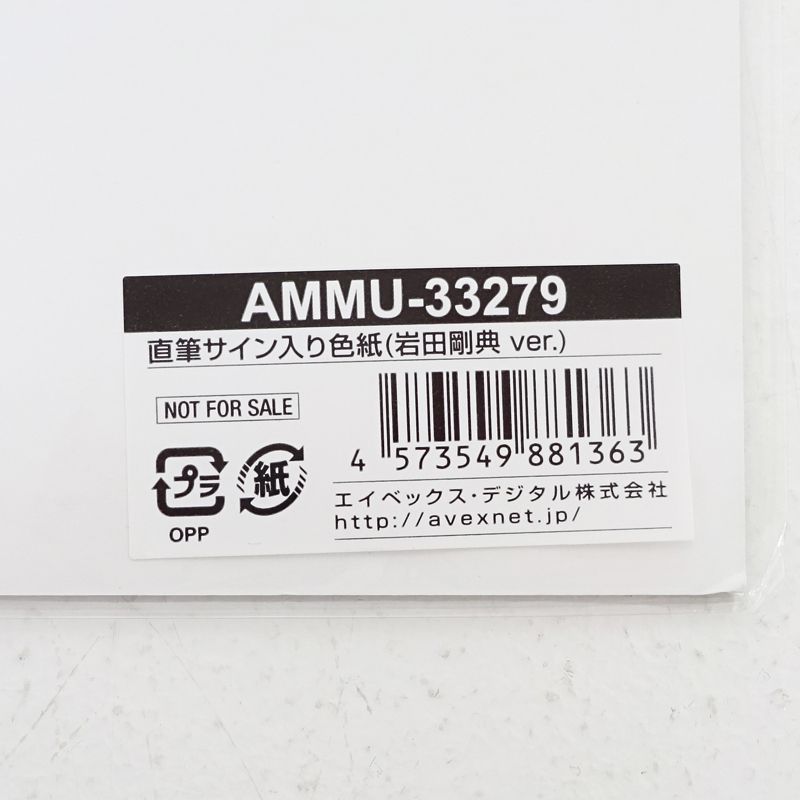 AMMU-33279
直筆サイン入り色紙(岩田剛典 ver.)
NOT FOR SALE
4 573549 881363
プラ 紙
OPP
エイベックス・デジタル株式会社
http://avexnet.jp/